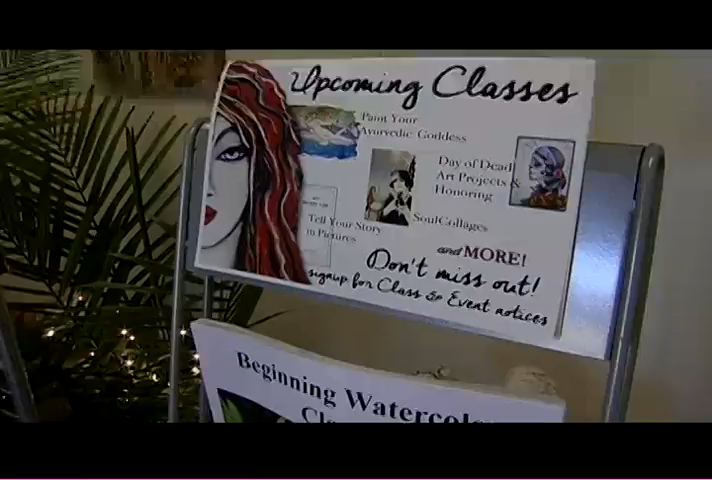 Upcoming Classes
Paint Your
Ayurvedic Goddess
Day of Dead
Art Projects &
Honoring
SoulCollages
Tell Your Story
in Pictures
and MORE!
Don't miss out!
signup for Class & Event notices
Beginning Watercolo